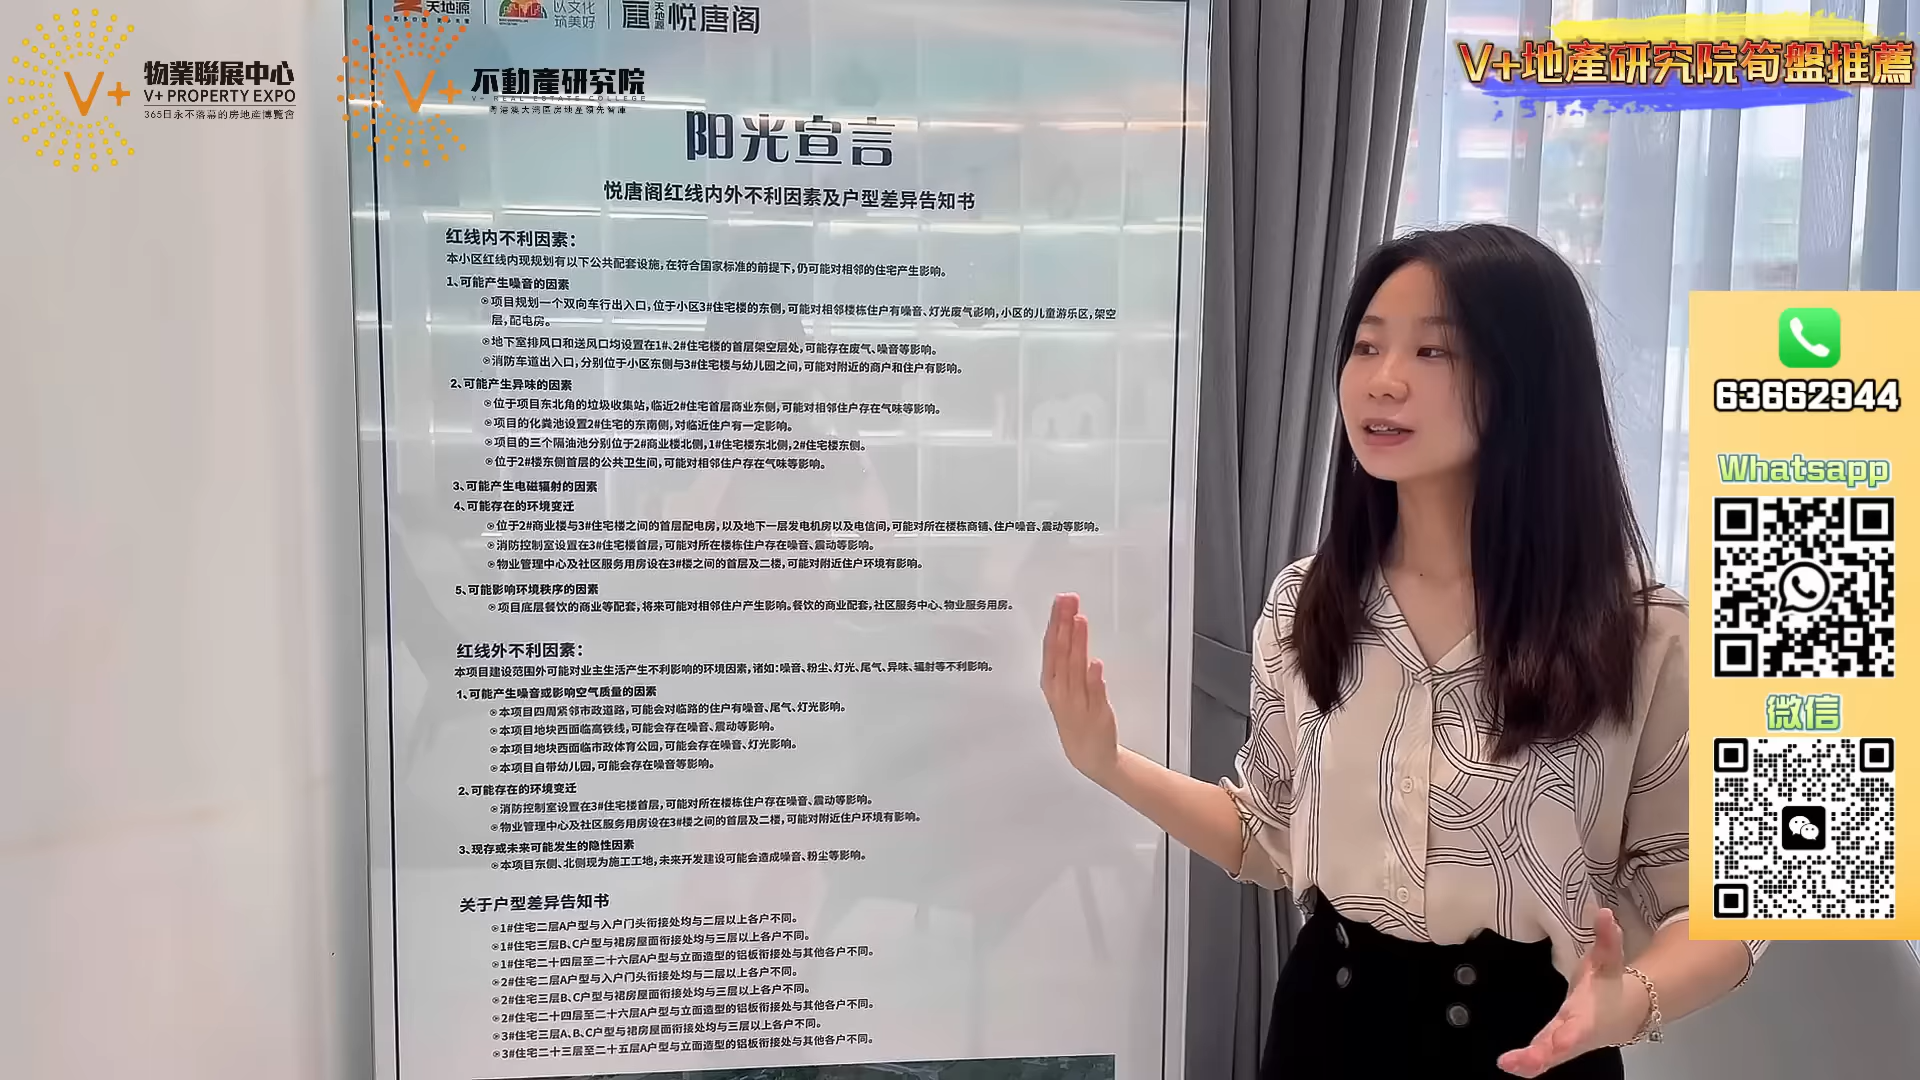 天地源
以文化
筑美好
天地源
悦唐阁
V+
物業聯展中心
V+ PROPERTY EXPO
365日永不落幕的房地產博覽會
V+
不動產研究院
V+ REAL ESTATE COLLEGE
粤港澳大湾區房地産領先智庫
V+地產研究院筍盤推薦
阳光宣言
悦唐阁红线内外不利因素及户型差异告知书
红线内不利因素：
本小区红线内现规划有以下公共配套设施，在符合国家标准的前提下，仍可能对相邻的住宅产生影响。
1、可能产生噪音的因素
项目规划一个双向车行出入口，位于小区3#住宅楼的东侧，可能对相邻楼栋住户有噪音、灯光废气影响，小区的儿童游乐区，架空
层，配电房。
地下室排风口和送风口均设置在1#、2#住宅楼的首层架空层处，可能存在废气、噪音等影响。
消防车道出入口，分别位于小区东侧与3#住宅楼与幼儿园之间，可能对附近的商户和住户有影响。
2、可能产生异味的因素
位于项目东北角的垃圾收集站，临近2#住宅首层商业东侧，可能对相邻住户存在气味等影响。
项目的化粪池设置2#住宅的东南侧，对临近住户有一定影响。
项目的三个隔油池分别位于2#商业楼北侧，1#住宅楼东北侧，2#住宅楼东侧。
位于2#楼东侧首层的公共卫生间，可能对相邻住户存在气味等影响。
3、可能产生电磁辐射的因素
4、可能存在的环境变迁
位于2#商业楼与3#住宅楼之间的首层配电房，以及地下一层发电机房以及电信间，可能对所在楼栋商铺、住户噪音、震动等影响。
消防控制室设置在3#住宅楼首层，可能对所在楼栋住户存在噪音、震动等影响。
物业管理中心及社区服务用房设在3#楼之间的首层及二楼，可能对附近住户环境有影响。
5、可能影响环境秩序的因素
项目底层餐饮的商业等配套，将来可能对相邻住户产生影响。餐饮的商业配套，社区服务中心、物业服务用房。
红线外不利因素：
本项目建设范围外可能对业主生活产生不利影响的环境因素，诸如：噪音、粉尘、灯光、尾气、异味、辐射等不利影响。
1、可能产生噪音或影响空气质量的因素
本项目四周紧邻市政道路，可能会对临路的住户有噪音、尾气、灯光影响。
本项目地块西面临高铁线，可能会存在噪音、震动等影响。
本项目地块西面临市政体育公园，可能会存在噪音、灯光影响。
本项目自带幼儿园，可能会存在噪音等影响。
2、可能存在的环境变迁
消防控制室设置在3#住宅楼首层，可能对所在楼栋住户存在噪音、震动等影响。
物业管理中心及社区服务用房设在3#楼之间的首层及二楼，可能对附近住户环境有影响。
3、现存或未来可能发生的隐性因素
本项目东侧、北侧现为施工工地，未来开发建设可能会造成噪音、粉尘等影响。
关于户型差异告知书
1#住宅二层A户型与入户门头衔接处均与二层以上各户不同。
1#住宅三层B、C户型与裙房屋面衔接处均与三层以上各户不同。
1#住宅二十四层至二十六层A户型与立面造型的铝板衔接处与其他各户不同。
2#住宅二层A户型与入户门头衔接处均与二层以上各户不同。
2#住宅三层B、C户型与裙房屋面衔接处均与三层以上各户不同。
2#住宅二十四层至二十六层A户型与立面造型的铝板衔接处与其他各户不同。
3#住宅三层A、B、C户型与裙房屋面衔接处均与三层以上各户不同。
3#住宅二十三层至二十五层A户型与立面造型的铝板衔接处与其他各户不同。
63662944
Whatsapp
微信